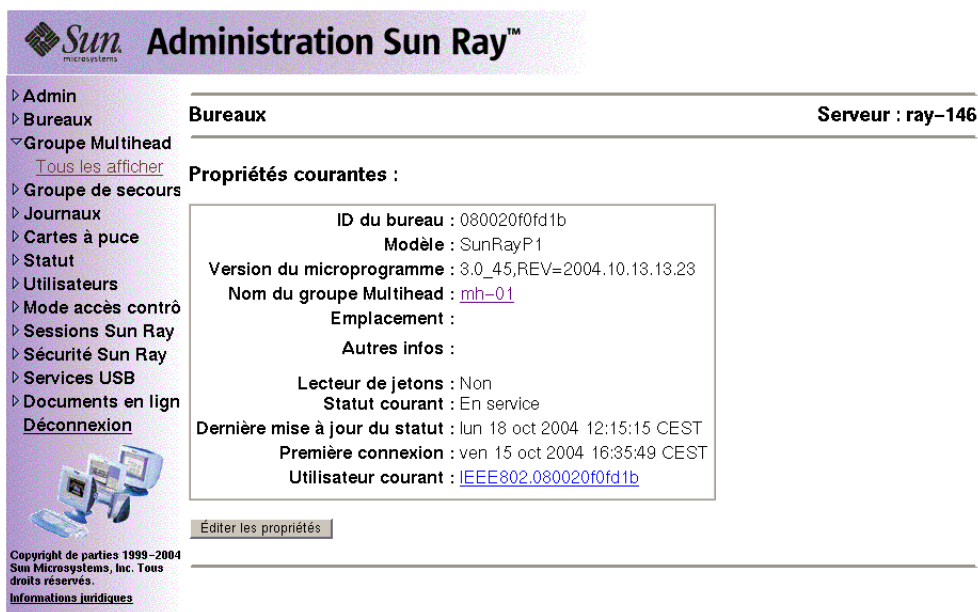 Sun
microsystems
Administration Sun Ray™
Admin
Bureaux
Groupe Multihead
Tous les afficher
Groupe de secours
Journaux
Cartes à puce
Statut
Utilisateurs
Mode accès contrô
Sessions Sun Ray
Sécurité Sun Ray
Services USB
Documents en lign
Déconnexion
Copyright de parties 1999–2004
Sun Microsystems, Inc. Tous
droits réservés.
Informations juridiques
Bureaux Serveur : ray–146
Propriétés courantes :
ID du bureau : 080020f0fd1b
Modèle : SunRayP1
Version du microprogramme : 3.0_45,REV=2004.10.13.13.23
Nom du groupe Multihead : mh–01
Emplacement :
Autres infos :
Lecteur de jetons : Non
Statut courant : En service
Dernière mise à jour du statut : lun 18 oct 2004 12:15:15 CEST
Première connexion : ven 15 oct 2004 16:35:49 CEST
Utilisateur courant : IEEE802.080020f0fd1b
Éditer les propriétés